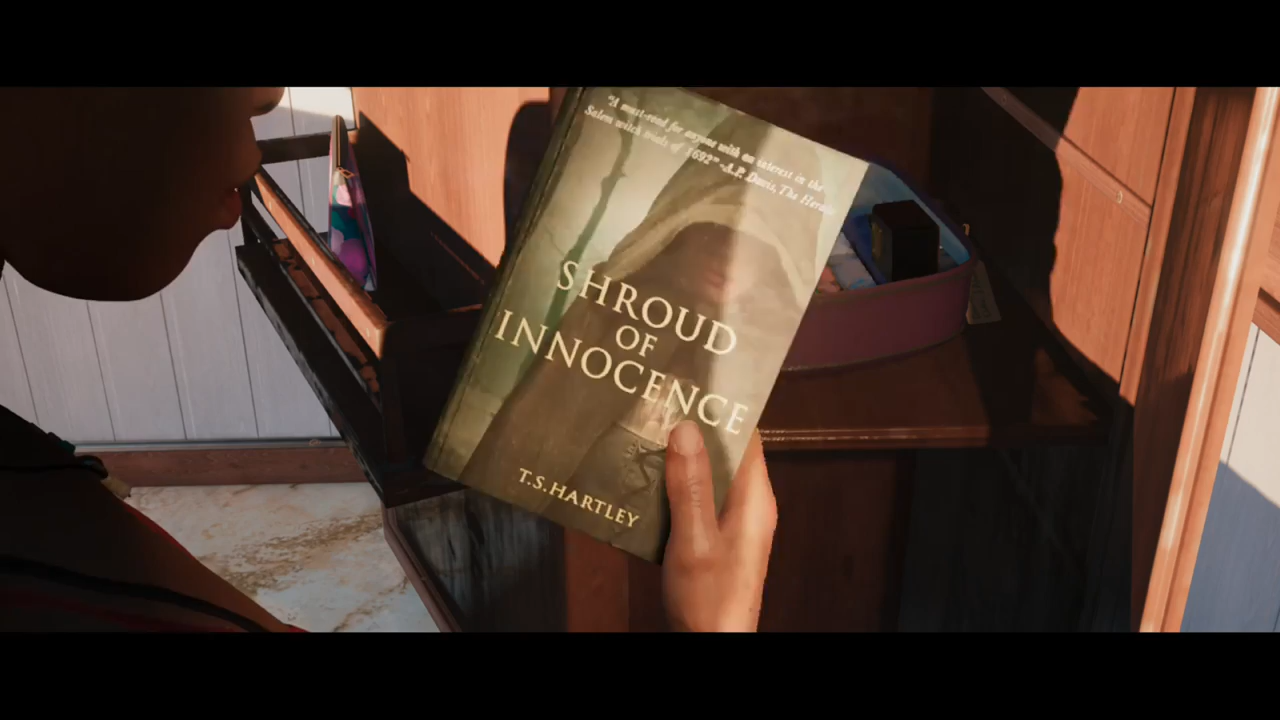 "A must-read for anyone with an interest in the
Salem witch trials of 1692" -A.P. Davis, The Herald
SHROUD
OF
INNOCENCE
T.S.HARTLEY